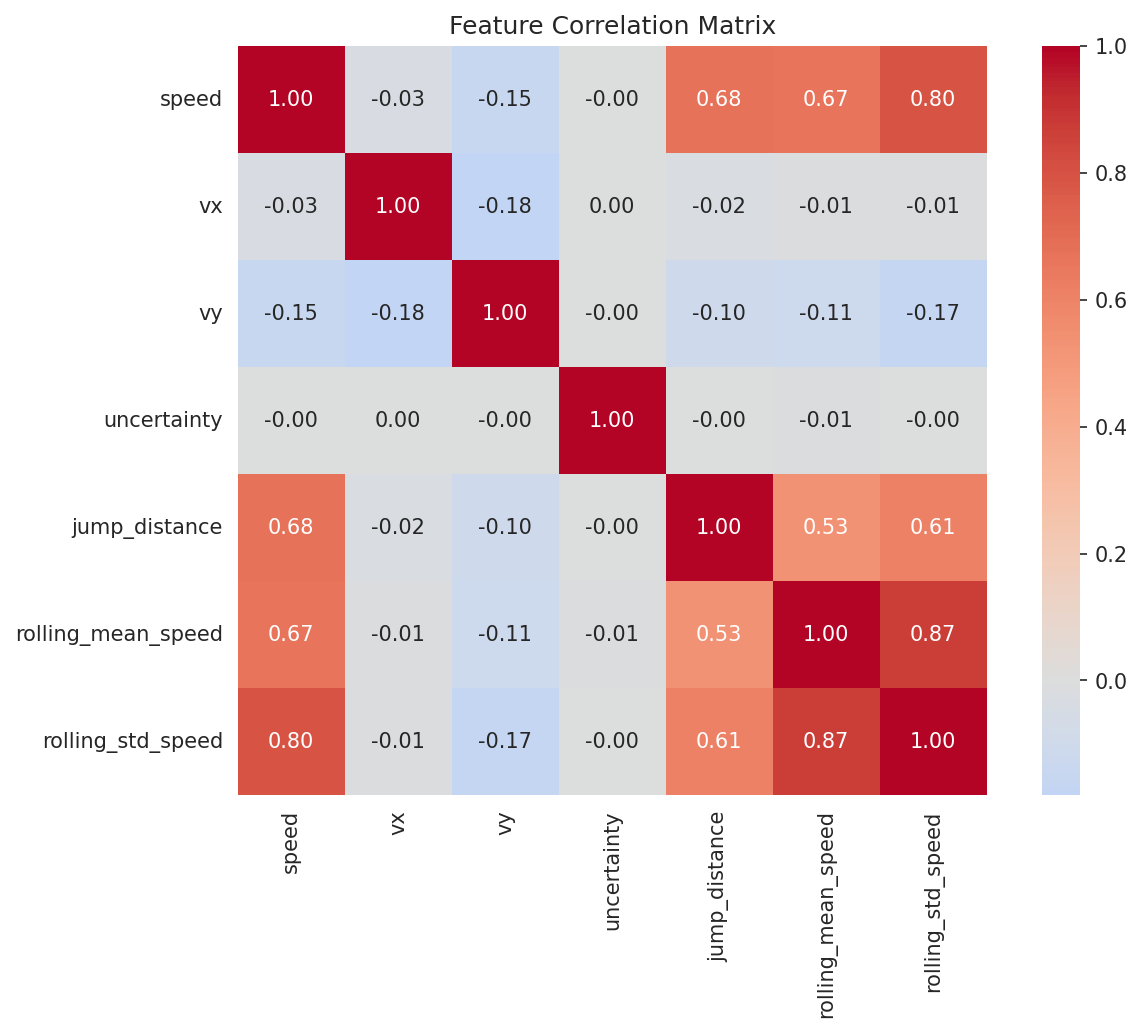 Feature Correlation Matrix
speed 1.00 -0.03 -0.15 -0.00 0.68 0.67 0.80
vx -0.03 1.00 -0.18 0.00 -0.02 -0.01 -0.01
vy -0.15 -0.18 1.00 -0.00 -0.10 -0.11 -0.17
uncertainty -0.00 0.00 -0.00 1.00 -0.00 -0.01 -0.00
jump_distance 0.68 -0.02 -0.10 -0.00 1.00 0.53 0.61
rolling_mean_speed 0.67 -0.01 -0.11 -0.01 0.53 1.00 0.87
rolling_std_speed 0.80 -0.01 -0.17 -0.00 0.61 0.87 1.00
speed
vx
vy
uncertainty
jump_distance
rolling_mean_speed
rolling_std_speed
1.0
0.8
0.6
0.4
0.2
0.0